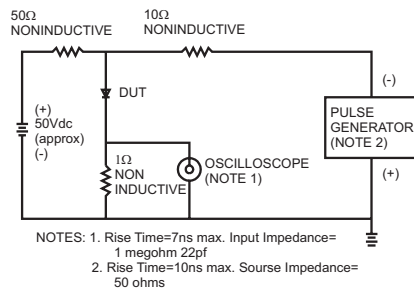 50Ω
NONINDUCTIVE
10Ω
NONINDUCTIVE
DUT
(+)
50Vdc
(approx)
(-)
1Ω
NON
INDUCTIVE
OSCILLOSCOPE
(NOTE 1)
(-)
PULSE
GENERATOR
(NOTE 2)
(+)
NOTES: 1. Rise Time=7ns max. Input Impedance=
1 megohm 22pf
2. Rise Time=10ns max. Sourse Impedance=
50 ohms